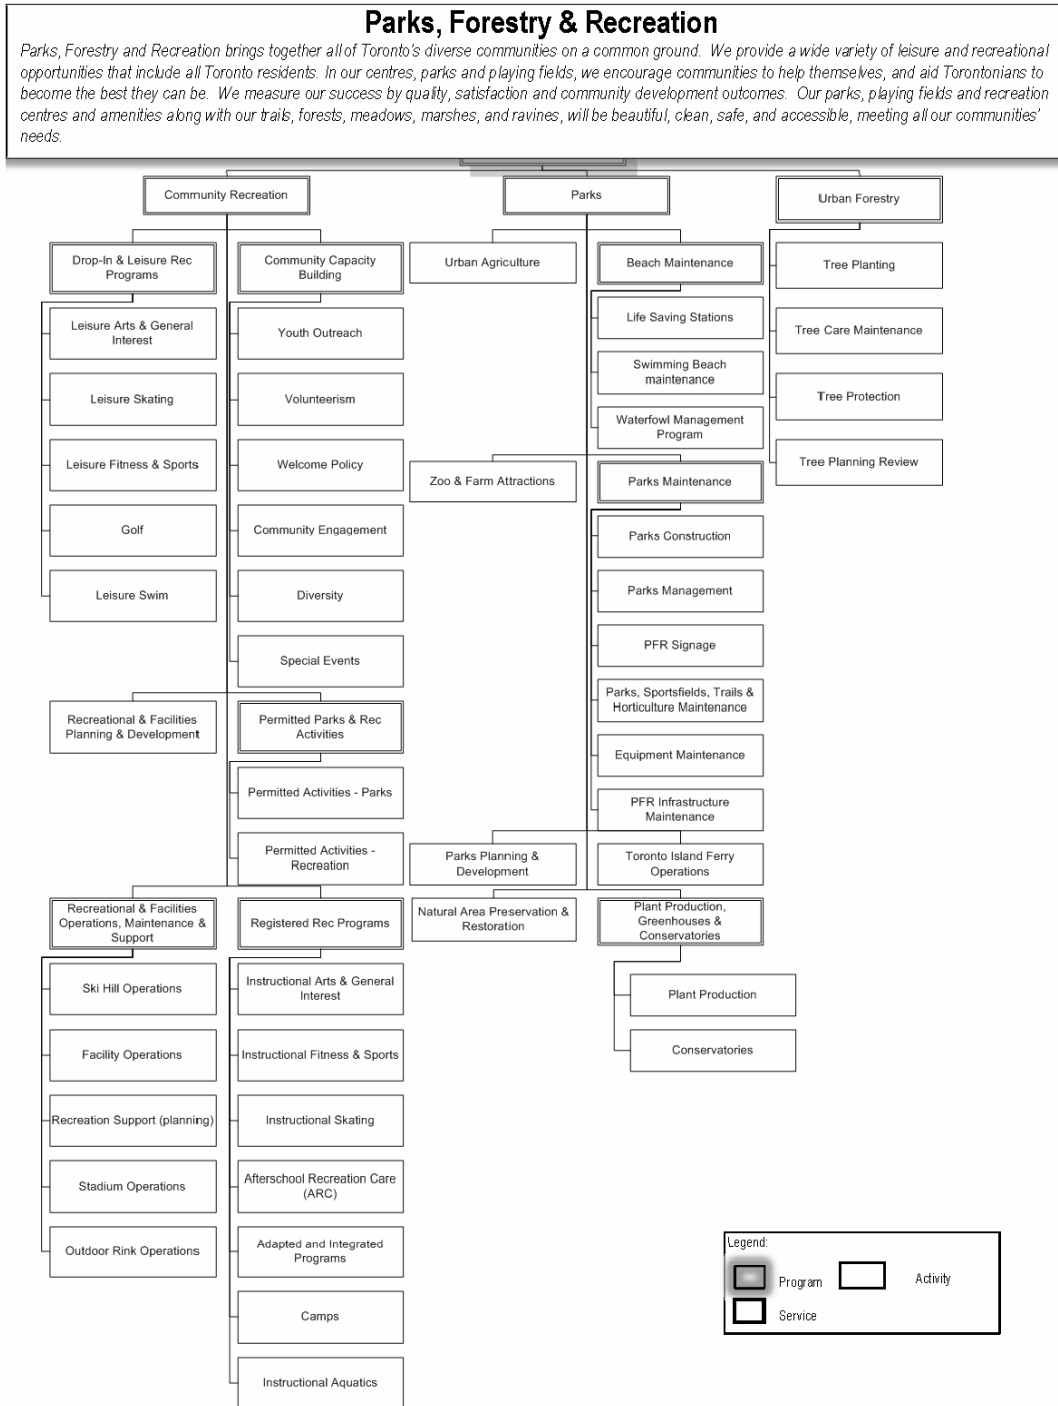 Parks, Forestry & Recreation
Parks, Forestry and Recreation brings together all of Toronto's diverse communities on a common ground. We provide a wide variety of leisure and recreational
opportunities that include all Toronto residents. In our centres, parks and playing fields, we encourage communities to help themselves, and aid Torontonians to
become the best they can be. We measure our success by quality, satisfaction and community development outcomes. Our parks, playing fields and recreation
centres and amenities along with our trails, forests, meadows, marshes, and ravines, will be beautiful, clean, safe, and accessible, meeting all our communities'
needs.
Community Recreation
Drop-In & Leisure Rec
Programs
Leisure Arts & General
Interest
Leisure Skating
Leisure Fitness & Sports
Golf
Leisure Swim
Community Capacity
Building
Youth Outreach
Volunteerism
Welcome Policy
Community Engagement
Diversity
Special Events
Recreational & Facilities
Planning & Development
Permitted Parks & Rec
Activities
Permitted Activities - Parks
Permitted Activities -
Recreation
Recreational & Facilities
Operations, Maintenance &
Support
Ski Hill Operations
Facility Operations
Recreation Support (planning)
Stadium Operations
Outdoor Rink Operations
Registered Rec Programs
Instructional Arts & General
Interest
Instructional Fitness & Sports
Instructional Skating
Afterschool Recreation Care
(ARC)
Adapted and Integrated
Programs
Camps
Instructional Aquatics
Parks
Urban Agriculture
Beach Maintenance
Life Saving Stations
Swimming Beach
maintenance
Waterfowl Management
Program
Zoo & Farm Attractions
Parks Maintenance
Parks Construction
Parks Management
PFR Signage
Parks, Sportsfields, Trails &
Horticulture Maintenance
Equipment Maintenance
PFR Infrastructure
Maintenance
Parks Planning &
Development
Toronto Island Ferry
Operations
Natural Area Preservation &
Restoration
Plant Production,
Greenhouses &
Conservatories
Plant Production
Conservatories
Urban Forestry
Tree Planting
Tree Care Maintenance
Tree Protection
Tree Planning Review
Legend:
Program
Activity
Service